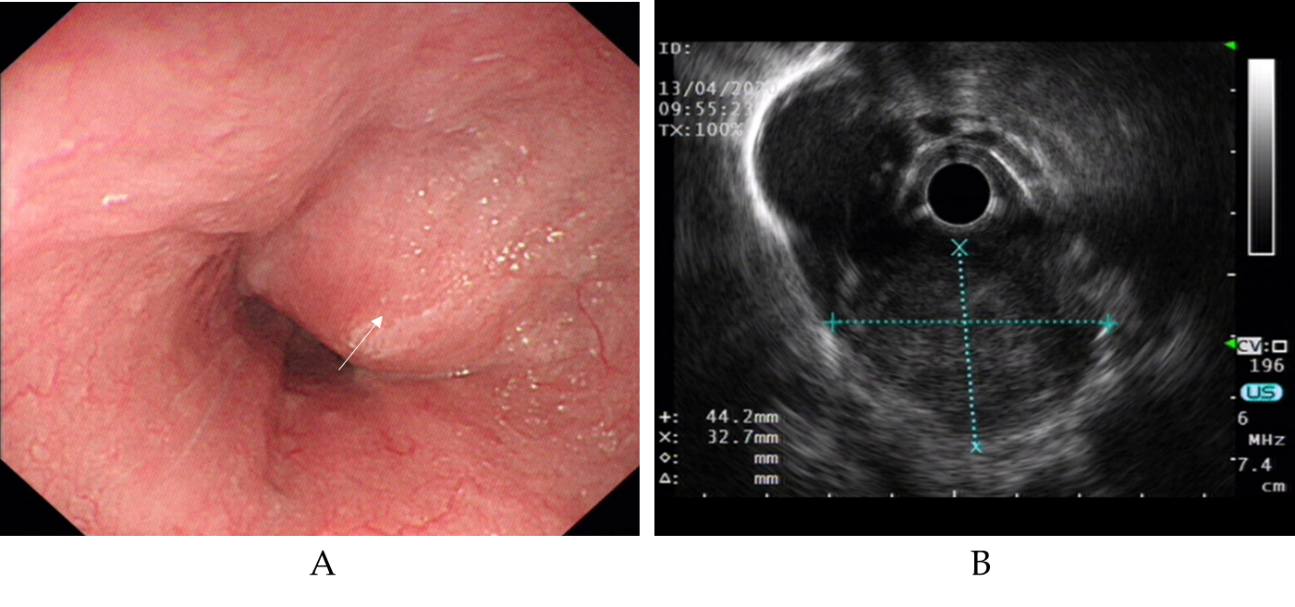 ID:
13/04/2020
09:55:23
TX:100%
+: 44.2mm
×: 32.7mm
◇: mm
△: mm
CV:□
196
US
6
MHz
7.4
cm
A
B